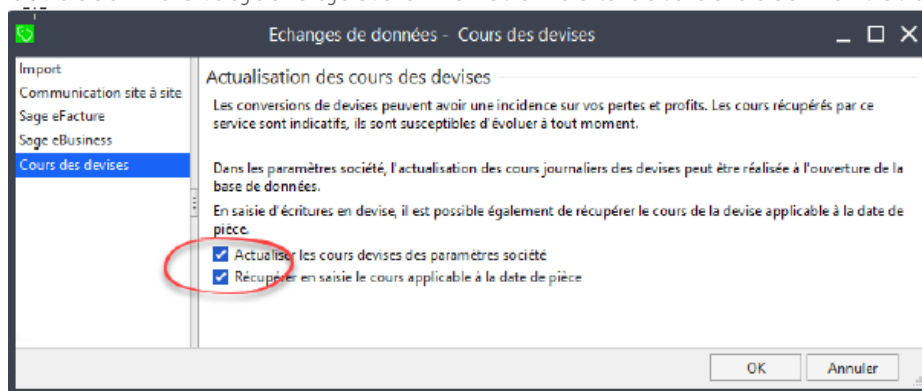 Echanges de données - Cours des devises
Import
Communication site à site
Sage eFacture
Sage eBusiness
Cours des devises
Actualisation des cours des devises
Les conversions de devises peuvent avoir une incidence sur vos pertes et profits. Les cours récupérés par ce
service sont indicatifs, ils sont susceptibles d'évoluer à tout moment.
Dans les paramètres société, l'actualisation des cours journaliers des devises peut être réalisée à l'ouverture de la
base de données.
En saisie d'écritures en devise, il est possible également de récupérer le cours de la devise applicable à la date de
pièce.
Actualiser les cours devises des paramètres société
Récupérer en saisie le cours applicable à la date de pièce
OK Annuler